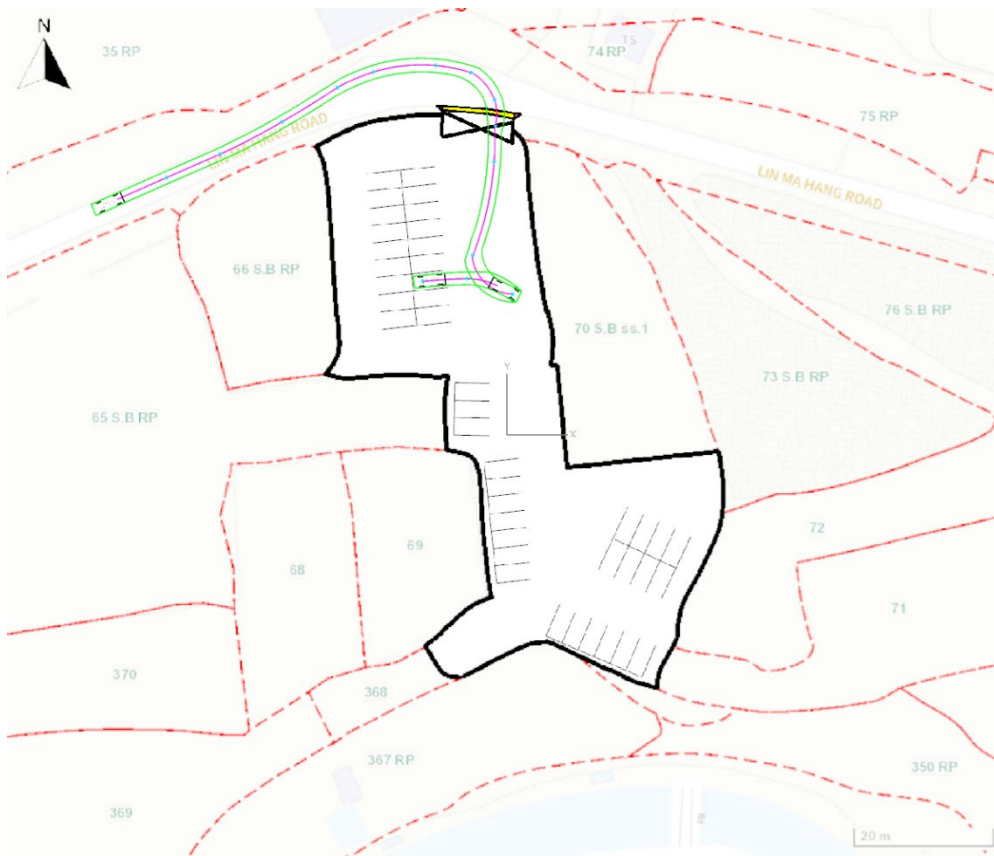 N
35 RP
74 RP
TS
75 RP
LIN MA HANG ROAD
LIN MA HANG ROAD
66 S.B RP
76 S.B RP
70 S.B ss.1
Y
73 S.B RP
65 S.B RP
X
72
69
68
71
370
368
367 RP
350 RP
369
20 m